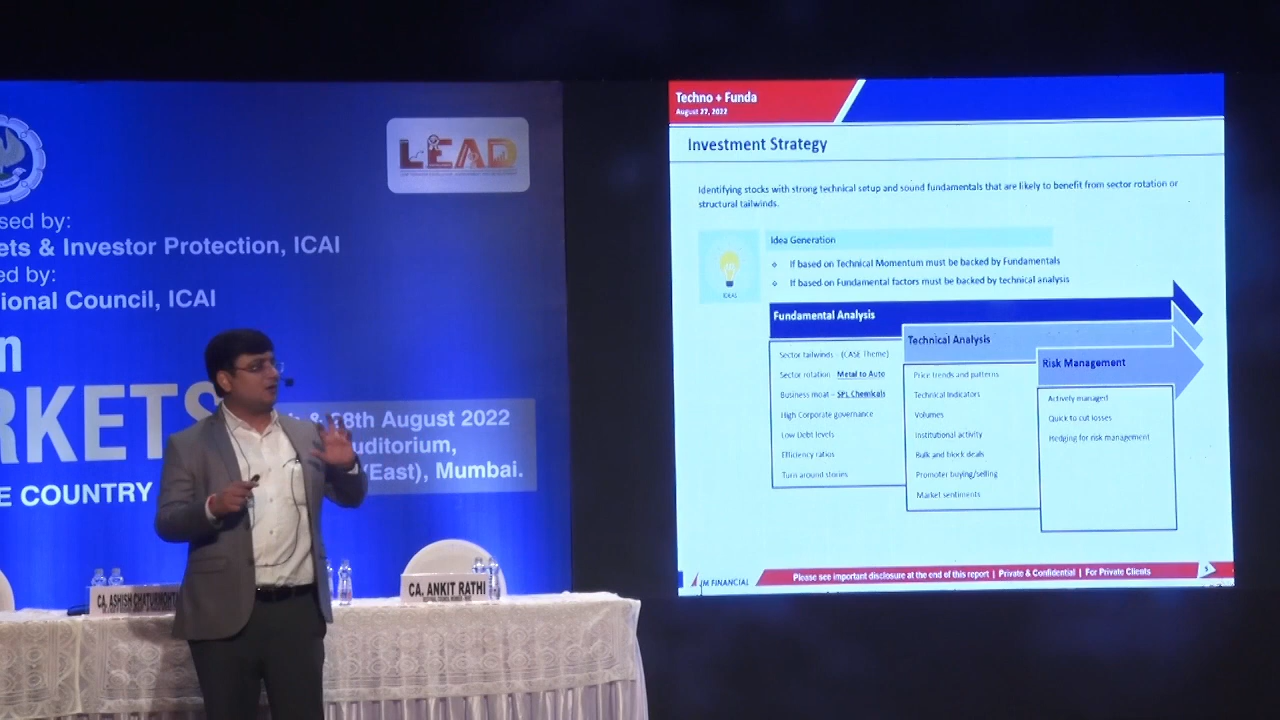 LEAD
sed by:
ets & Investor Protection, ICAI
ed by:
ional Council, ICAI
n
RKETS
& 28th August 2022
uditorium,
(East), Mumbai.
E COUNTRY
CA. ANKIT RATHI
Techno + Funda
August 27, 2022
Investment Strategy
Identifying stocks with strong technical setup and sound fundamentals that are likely to benefit from sector rotation or
structural tailwinds.
IDEAS
Idea Generation
If based on Technical Momentum must be backed by Fundamentals
If based on Fundamental factors must be backed by technical analysis
Fundamental Analysis
Sector tailwinds - (CASE Theme)
Sector rotation Metal to Auto
Business moat – SPL Chemicals
High Corporate governance
Low Debt levels
Efficiency ratios
Turn around stories
Technical Analysis
Price trends and patterns
Technical Indicators
Volumes
Institutional activity
Bulk and block deals
Promoter buying/selling
Market sentiments
Risk Management
Actively managed
Quick to cut losses
Hedging for risk management
JM FINANCIAL
Please see important disclosure at the end of this report | Private & Confidential | For Private Clients